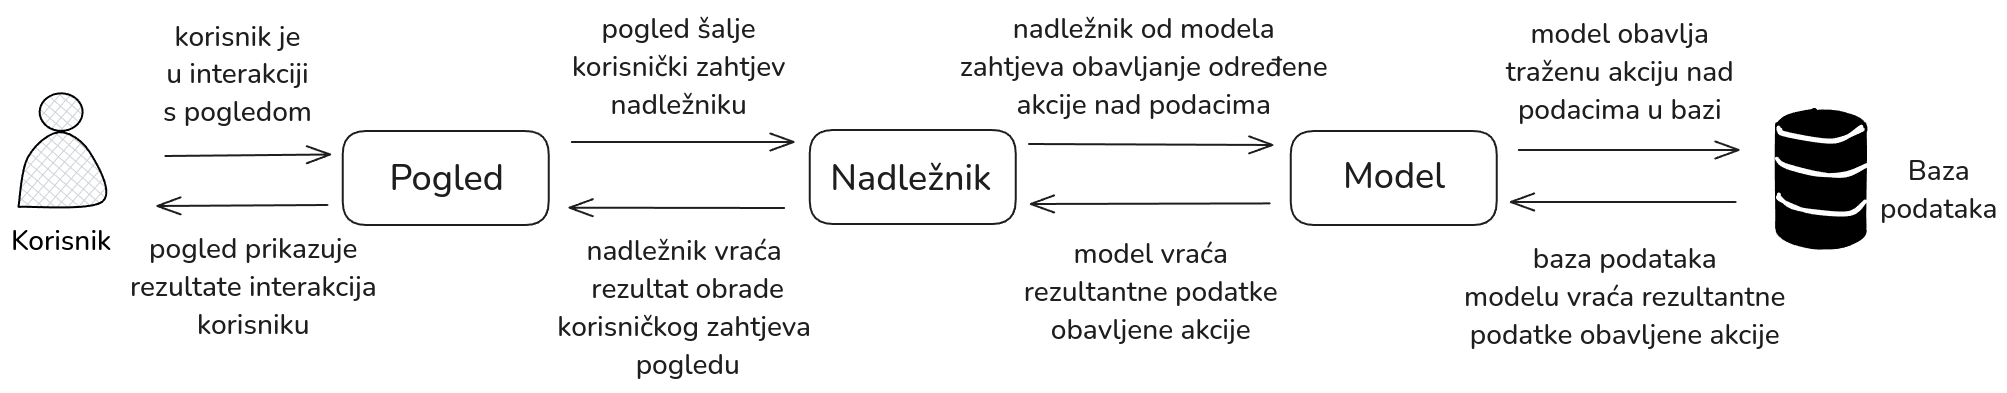 korisnik je
u interakciji
s pogledom
pogled šalje
korisnički zahtjev
nadležniku
nadležnik od modela
zahtjeva obavljanje određene
akcije nad podacima
model obavlja
traženu akciju nad
podacima u bazi
Korisnik
Pogled
Nadležnik
Model
Baza
podataka
pogled prikazuje
rezultate interakcija
korisniku
nadležnik vraća
rezultat obrade
korisničkog zahtjeva
pogledu
model vraća
rezultantne podatke
obavljene akcije
baza podataka
modelu vraća rezultantne
podatke obavljene akcije